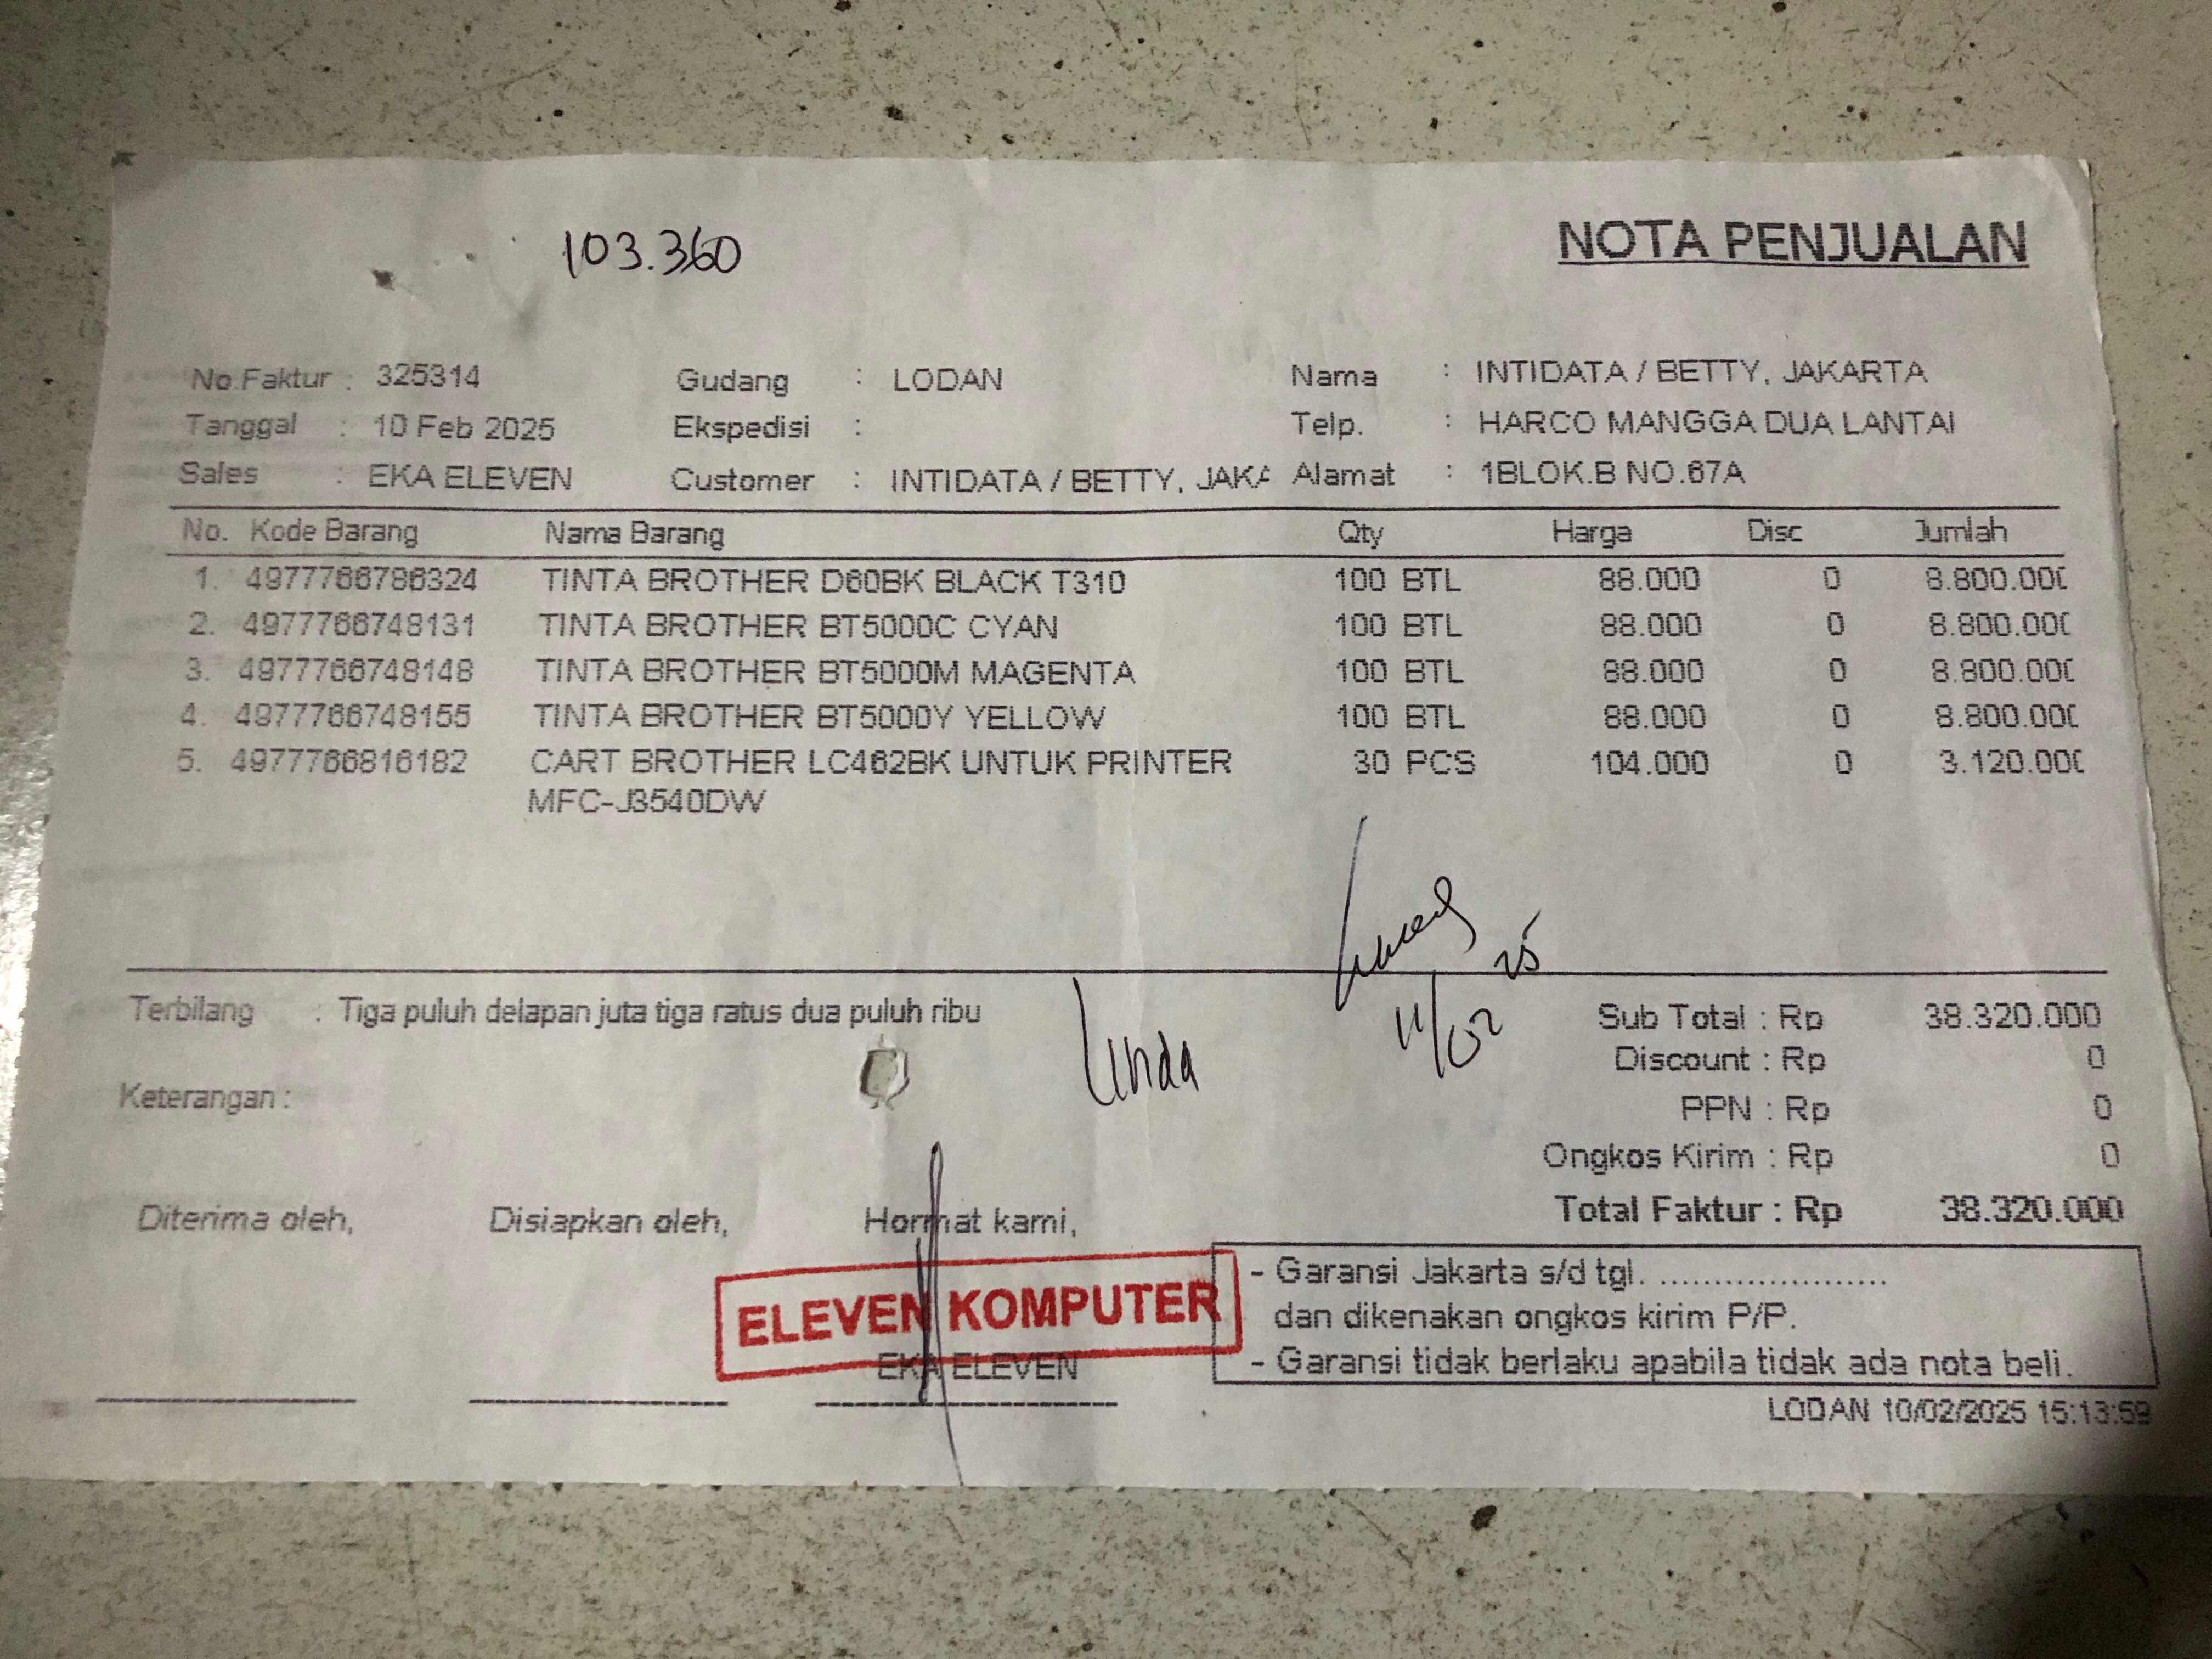 103.360
NOTA PENJUALAN
No.Faktur : 325314 Gudang : LODAN Nama : INTIDATA / BETTY, JAKARTA
Tanggal : 10 Feb 2025 Ekspedisi : Telp. : HARCO MANGGA DUA LANTAI
Sales : EKA ELEVEN Customer : INTIDATA / BETTY, JAKA Alamat : 1BLOK.B NO.67A
No. Kode Barang Nama Barang Qty Harga Disc Jumlah
1. 4977766786324 TINTA BROTHER D60BK BLACK T310 100 BTL 88.000 0 8.800.000
2. 4977766748131 TINTA BROTHER BT5000C CYAN 100 BTL 88.000 0 8.800.000
3. 4977766748148 TINTA BROTHER BT5000M MAGENTA 100 BTL 88.000 0 8.800.000
4. 4977766748155 TINTA BROTHER BT5000Y YELLOW 100 BTL 88.000 0 8.800.000
5. 4977766816182 CART BROTHER LC462BK UNTUK PRINTER 30 PCS 104.000 0 3.120.000
MFC-J3540DW
Terbilang : Tiga puluh delapan juta tiga ratus dua puluh ribu
Linda
11/02 25
Sub Total : Rp 38.320.000
Discount : Rp 0
Keterangan :
PPN : Rp 0
Ongkos Kirim : Rp 0
Total Faktur : Rp 38.320.000
Diterima oleh, Disiapkan oleh, Hormat kami,
ELEVEN KOMPUTER
EKA ELEVEN
- Garansi Jakarta s/d tgl. ......................
dan dikenakan ongkos kirim P/P.
- Garansi tidak berlaku apabila tidak ada nota beli.
LODAN 10/02/2025 15:13:59